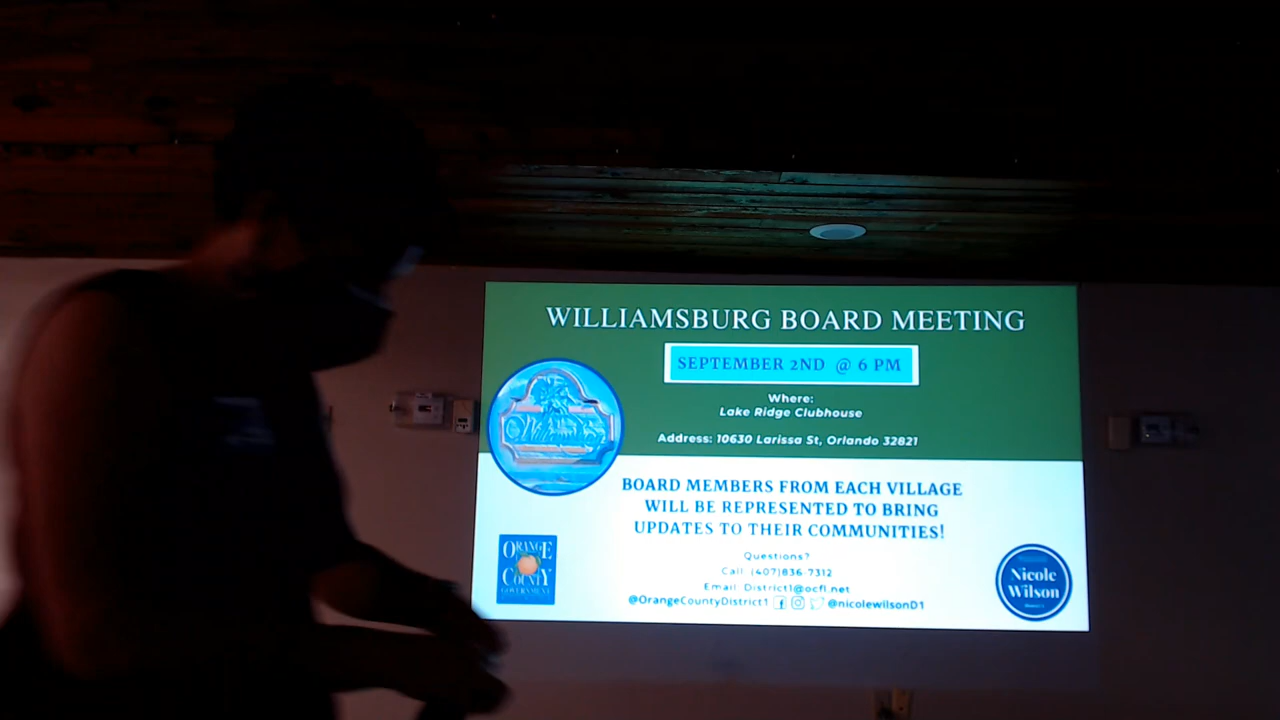 WILLIAMSBURG BOARD MEETING
SEPTEMBER 2ND @ 6 PM
Where:
Lake Ridge Clubhouse
Address: 10630 Larissa St, Orlando 32821
BOARD MEMBERS FROM EACH VILLAGE
WILL BE REPRESENTED TO BRING
UPDATES TO THEIR COMMUNITIES!
Questions?
Call: (407)836-7312
Email: District1@ocfl.net
@OrangeCountyDistrict1 @nicolewilsonD1
ORANGE
COUNTY
GOVERNMENT
Nicole
Wilson